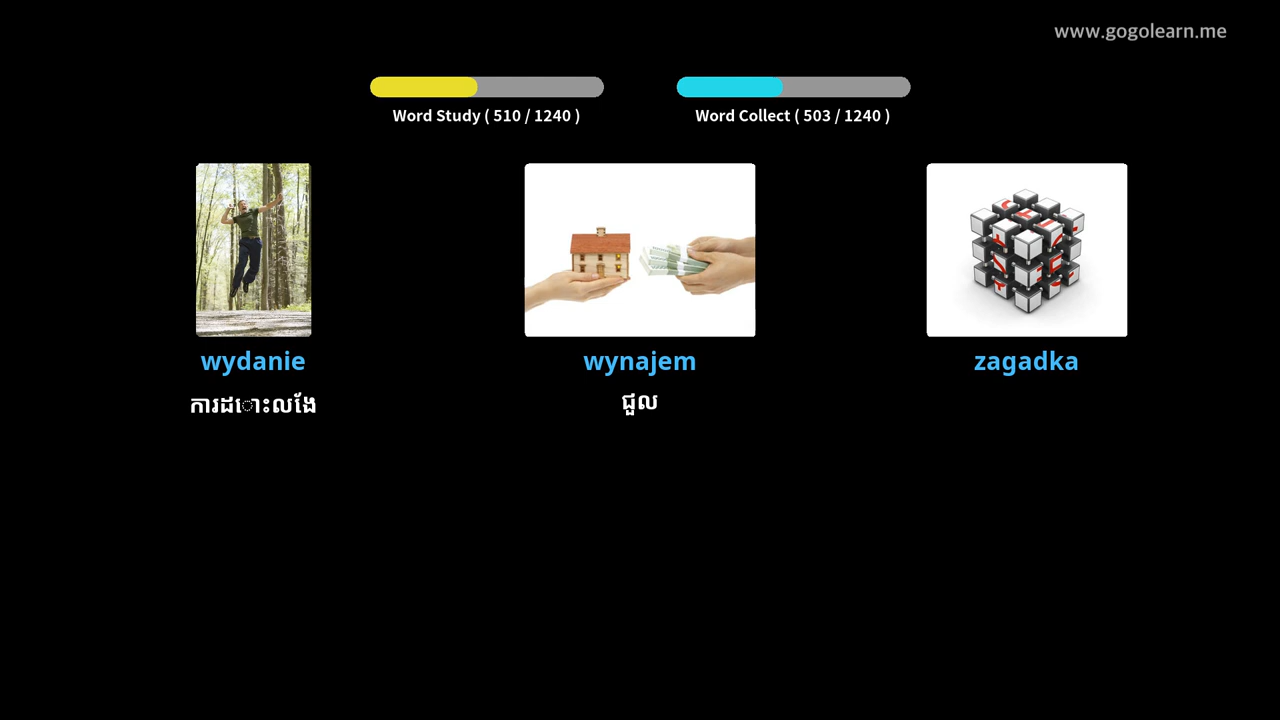 www.gogolearn.me
Word Study ( 510 / 1240 )
Word Collect ( 503 / 1240 )
wydanie
wynajem
zagadka
ការដោះលែង
ជួល